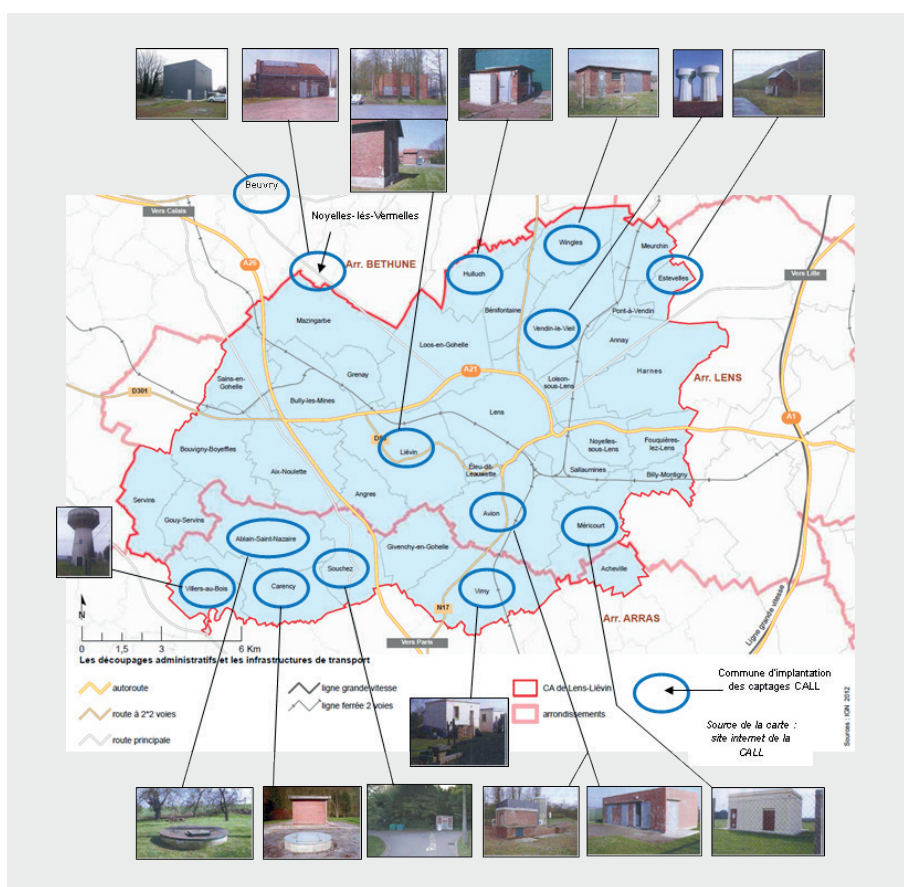 Beuvry
Vers Calais
Noyelles- lés-Vermelles
A26
Arr. BETHUNE
Wingles
Meurchin
Hulluch
Estevelles
Vers Lille
Bénifontaine
Pont-à-Vendin
Mazingarbe
Vendin-le-Vieil
Annay
Loos-en-Gohelle
Grenay
A21
Loison-
sous-Lens
Harnes
Arr. LENS
Sains-en-
Gohelle
D301
Bully-les-Mines
Lens
A1
Bouvigny-Boyeffles
Liévin
Noyelles-
sous-Lens
Fouquières-
lez-Lens
Aix-Noulette
Éleu-dit-
Leauwette
Sallaumines
Billy-Montigny
Servins
Angres
Gouy-Servins
Avion
Méricourt
Ablain-Saint-Nazaire
Givenchy-en-Gohelle
Souchez
Acheville
Villers-au-Bois
Carency
Vimy
N
N17
Arr. ARRAS
Ligne grande vitesse
0 1,5 3 6 Km
Vers Paris
Les découpages administratifs et les infrastructures de transport
autoroute
route à 2*2 voies
route principale
ligne grande vitesse
ligne ferrée 2 voies
CA de Lens-Liévin
arrondissements
Commune d'implantation
des captages CALL
Source de la carte :
site internet de la
CALL
Sources : IGN 2012